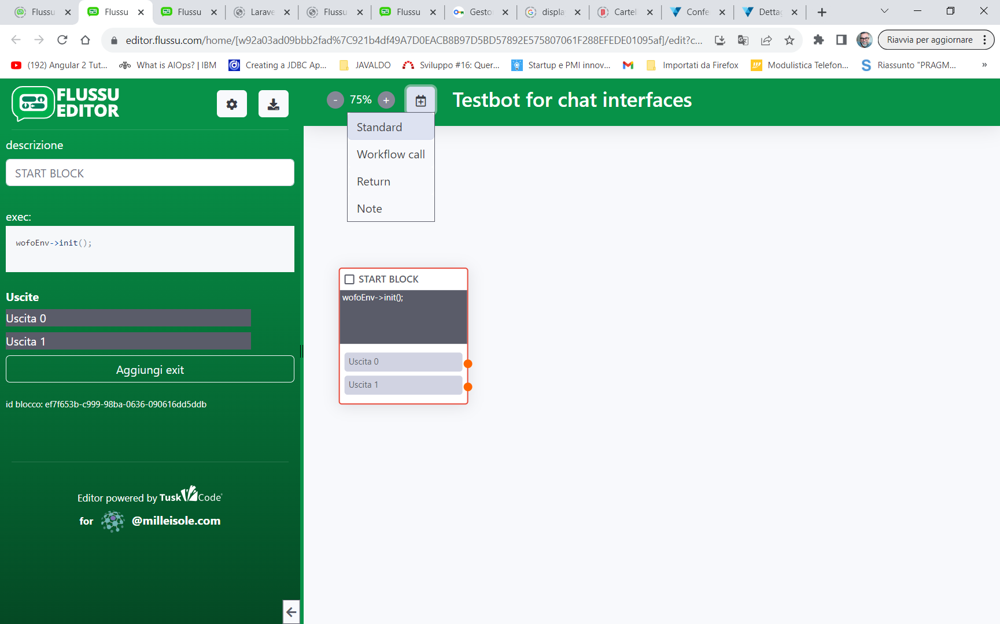 Flussu
Flussu
Flussu
Larave
Flussu
Flussu
Gesto
displa
Cartel
Confe
Detta
editor.flussu.com/home/[w92a03ad09bbb2fad%7C921b4df49A7D0EACB8B97D5BD57892E575807061F288EFEDE01095af]/edit?c...
Riavvia per aggiornare
(192) Angular 2 Tut...
What is AIOps? | IBM
Creating a JDBC Ap...
JAVALDO
Sviluppo #16: Quer...
Startup e PMI innov...
Importati da Firefox
Modulistica Telefon...
Riassunto "PRAGM...
»
FLUSSU
EDITOR
- 75% +
Testbot for chat interfaces
Standard
Workflow call
Return
Note
descrizione
START BLOCK
exec:
wofoEnv->init();
Uscite
Uscita 0
Uscita 1
Aggiungi exit
id blocco: ef7f653b-c999-98ba-0636-090616dd5ddb
START BLOCK
wofoEnv->init();
Uscita 0
Uscita 1
Editor powered by TuskCode
for @milleisole.com